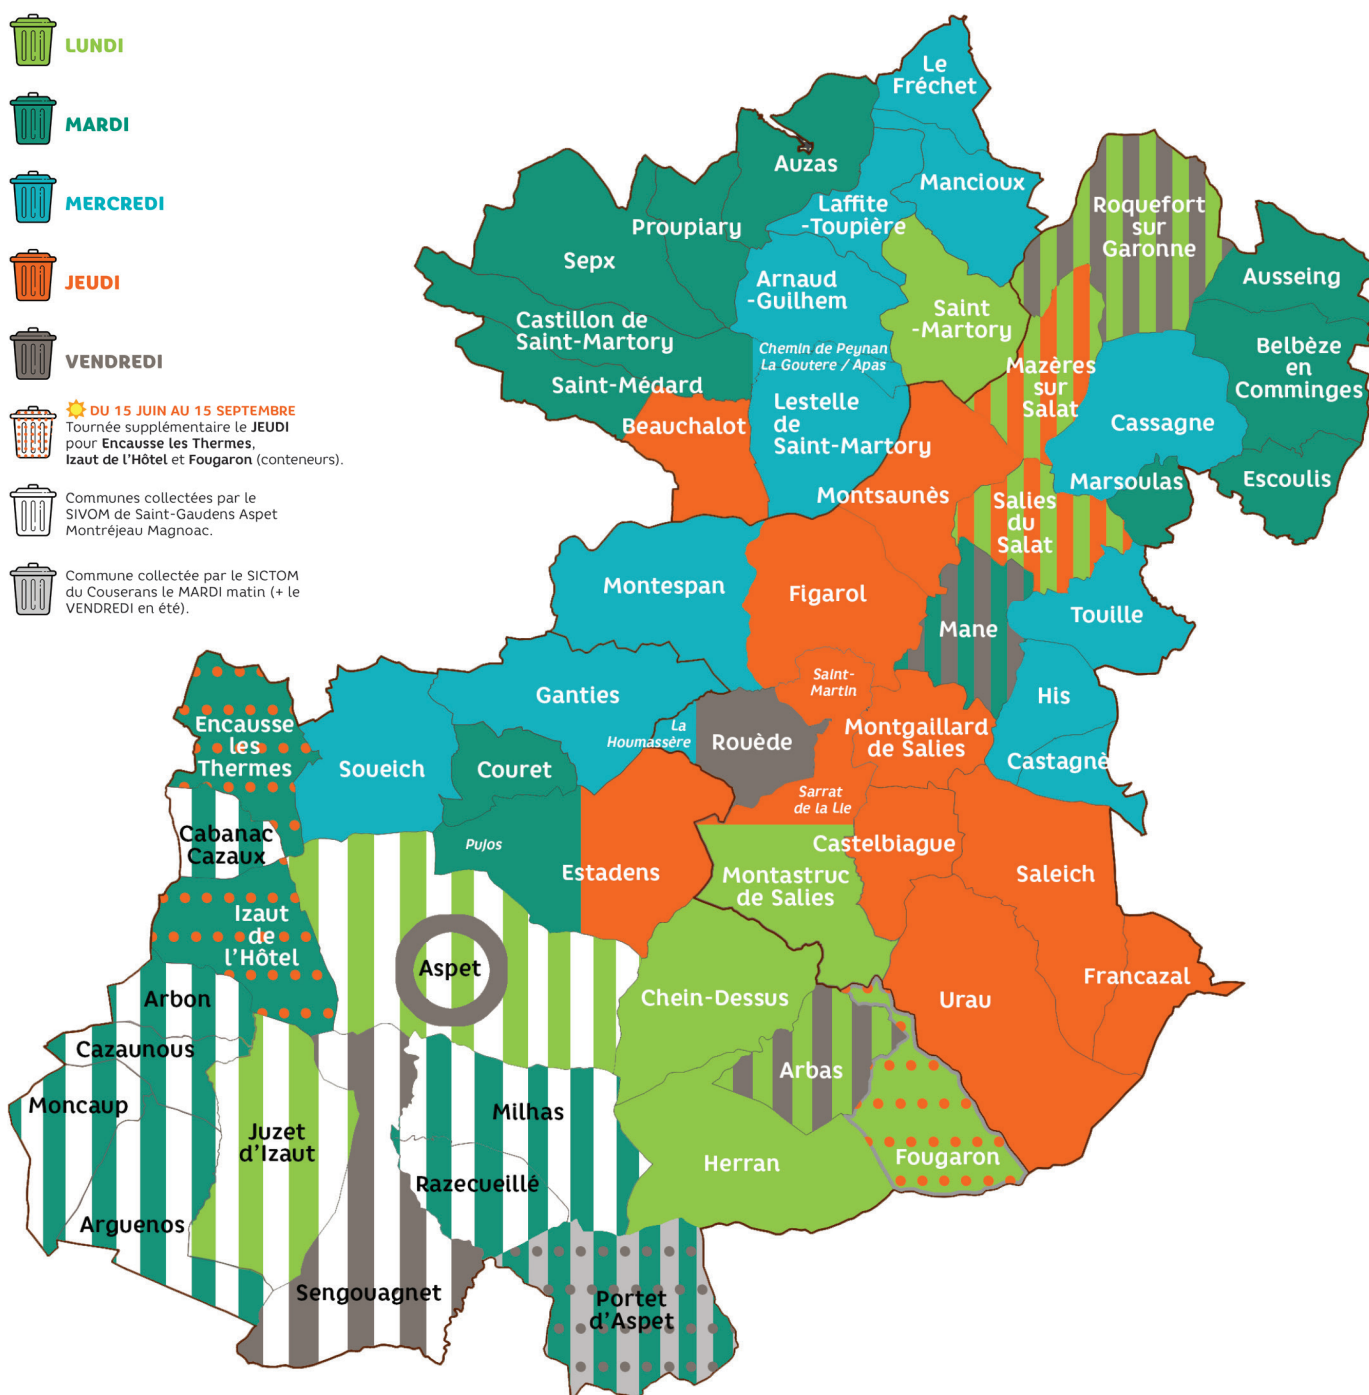 LUNDI
MARDI
MERCREDI
JEUDI
VENDREDI
DU 15 JUIN AU 15 SEPTEMBRE
Tournée supplémentaire le JEUDI
pour Encausse les Thermes,
Izaut de l'Hôtel et Fougaron (conteneurs).
Communes collectées par le
SIVOM de Saint-Gaudens Aspet
Montréjeau Magnoac.
Commune collectée par le SICTOM
du Couserans le MARDI matin (+ le
VENDREDI en été).
Le
Fréchet
Auzas
Mancioux
Laffite
-Toupière
Roquefort
sur
Garonne
Proupiary
Sepx
Arnaud
-Guilhem
Ausseing
Saint
-Martory
Castillon de
Saint-Martory
Chemin de Peynan
La Goutere / Apas
Belbèze
en
Comminges
Mazères
sur
Salat
Saint-Médard
Beauchalot
Lestelle
de
Saint-Martory
Cassagne
Marsoulas
Escoulis
Montsaunès
Salies
du
Salat
Montespan
Figarol
Mane
Touille
Saint-
Martin
Ganties
His
La
Houmassère
Rouède
Montgaillard
de Salies
Encausse
les
Thermes
Soueich
Couret
Castagnè
Sarrat
de la Lle
Cabanac
Cazaux
Pujos
Estadens
Castelbiague
Saleich
Montastruc
de Salies
Izaut
de
l'Hôtel
Aspet
Chein-Dessus
Urau
Francazal
Arbon
Cazaunous
Arbas
Moncaup
Milhas
Juzet
d'Izaut
Herran
Fougaron
Razecueillé
Arguenos
Sengouagnet
Portet
d'Aspet